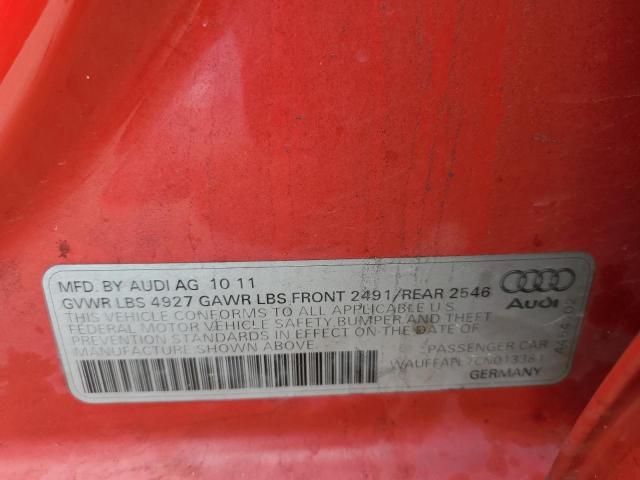 MFD. BY AUDI AG 10 11
GVWR LBS 4927 GAWR LBS FRONT 2491/REAR 2546
THIS VEHICLE CONFORMS TO ALL APPLICABLE U.S.
FEDERAL MOTOR VEHICLE SAFETY, BUMPER AND THEFT
PREVENTION STANDARDS IN EFFECT ON THE DATE OF
MANUFACTURE SHOWN ABOVE.
PASSENGER CAR
GERMANY
Audi